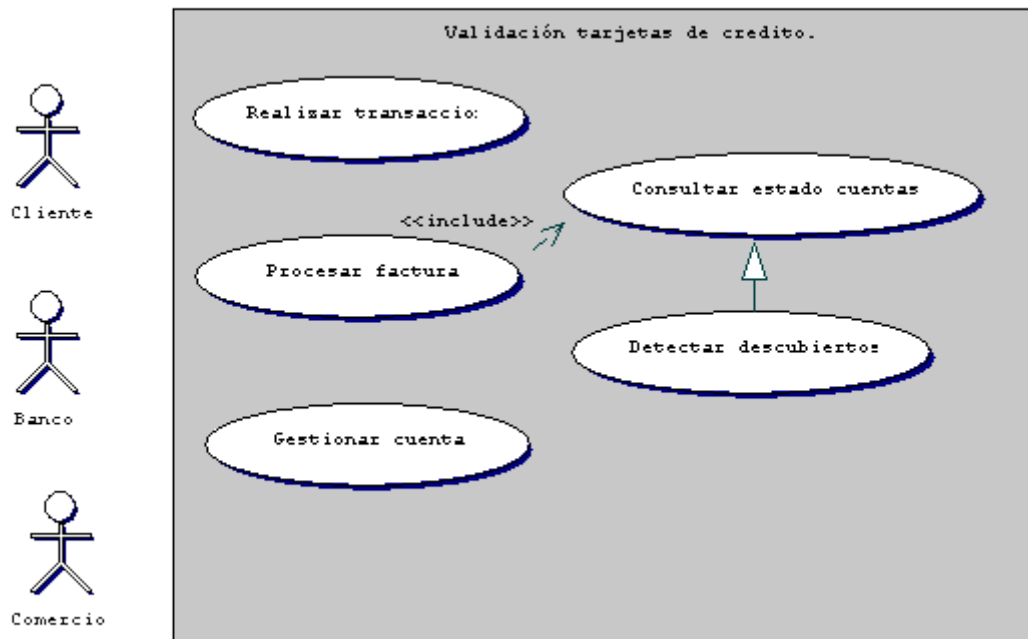 Validación tarjetas de credito.
Realizar transaccio
Consultar estado cuentas
Cliente
<<include>>
Procesar factura
Detectar descubiertos
Banco
Gestionar cuenta
Comercio